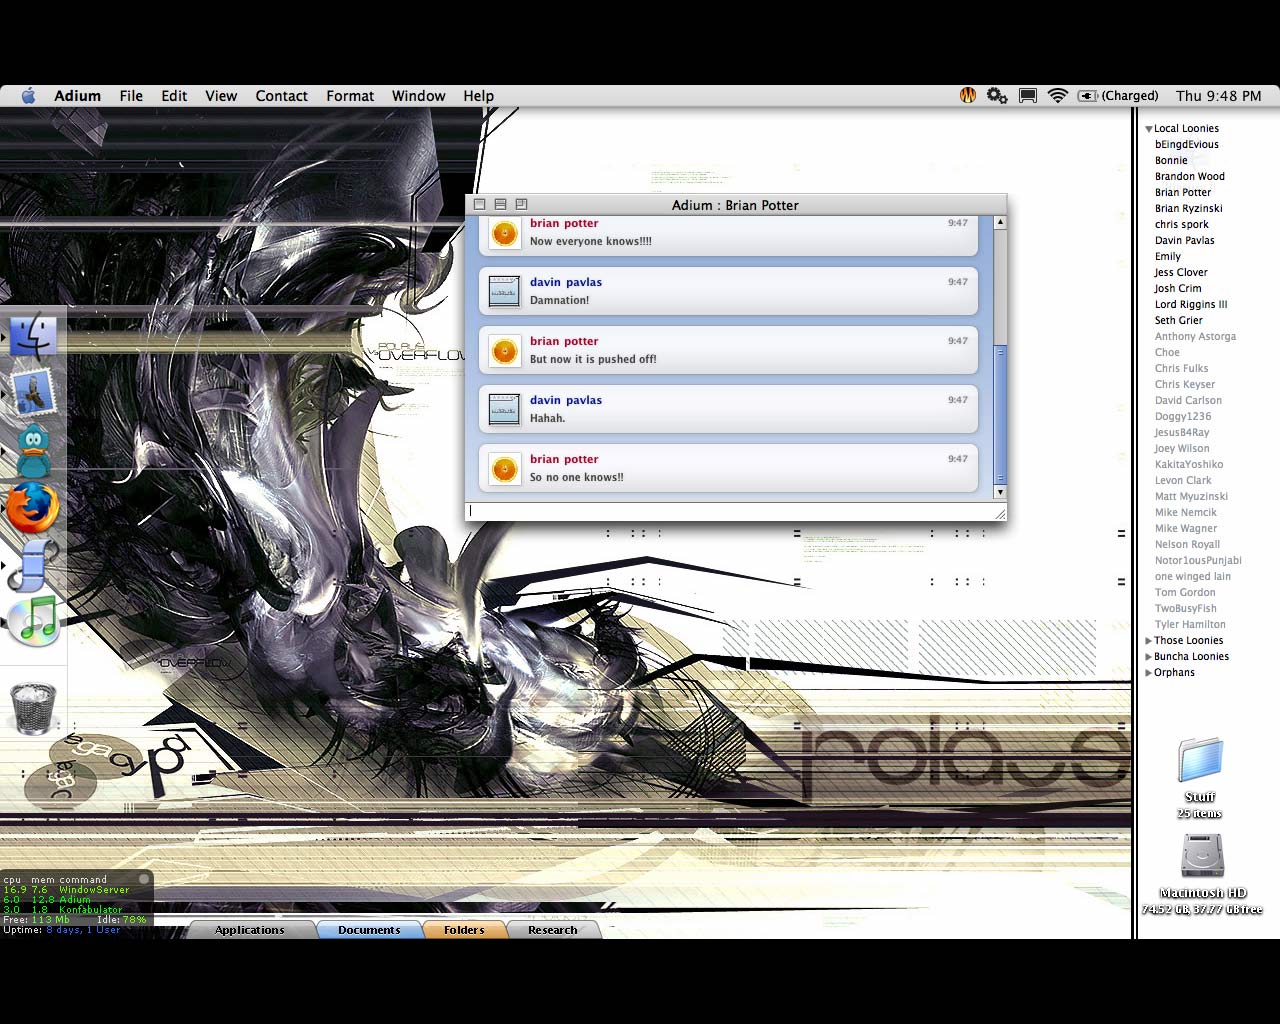 Adium File Edit View Contact Format Window Help
(Charged) Thu 9:48 PM
Adium : Brian Potter
brian potter 9:47
Now everyone knows!!!!
davin pavlas 9:47
Damnation!
brian potter 9:47
But now it is pushed off!
davin pavlas 9:47
Hahah.
brian potter 9:47
So no one knows!!
Local Loonies
bEingdEvious
Bonnie
Brandon Wood
Brian Potter
Brian Ryzinski
chris spork
Davin Pavlas
Emily
Jess Clover
Josh Crim
Lord Riggins III
Seth Grier
Anthony Astorga
Choe
Chris Fulks
Chris Keyser
David Carlson
Doggy1236
JesusB4Ray
Joey Wilson
KakitaYoshiko
Levon Clark
Matt Myuzinski
Mike Nemcik
Mike Wagner
Nelson Royall
Notor1ousPunjabi
one winged lain
Tom Gordon
TwoBusyFish
Tyler Hamilton
Those Loonies
Buncha Loonies
Orphans
Stuff
25 items
Macintosh HD
74.52 GB, 37.77 GB free
OVERFLOW
polaus
cpu mem command
16.9 7.6 WindowServer
6.0 12.8 Adium
3.0 1.8 Konfabulator
Free: 113 Mb Idle: 78%
Uptime: 8 days, 1 User
Applications Documents Folders Research